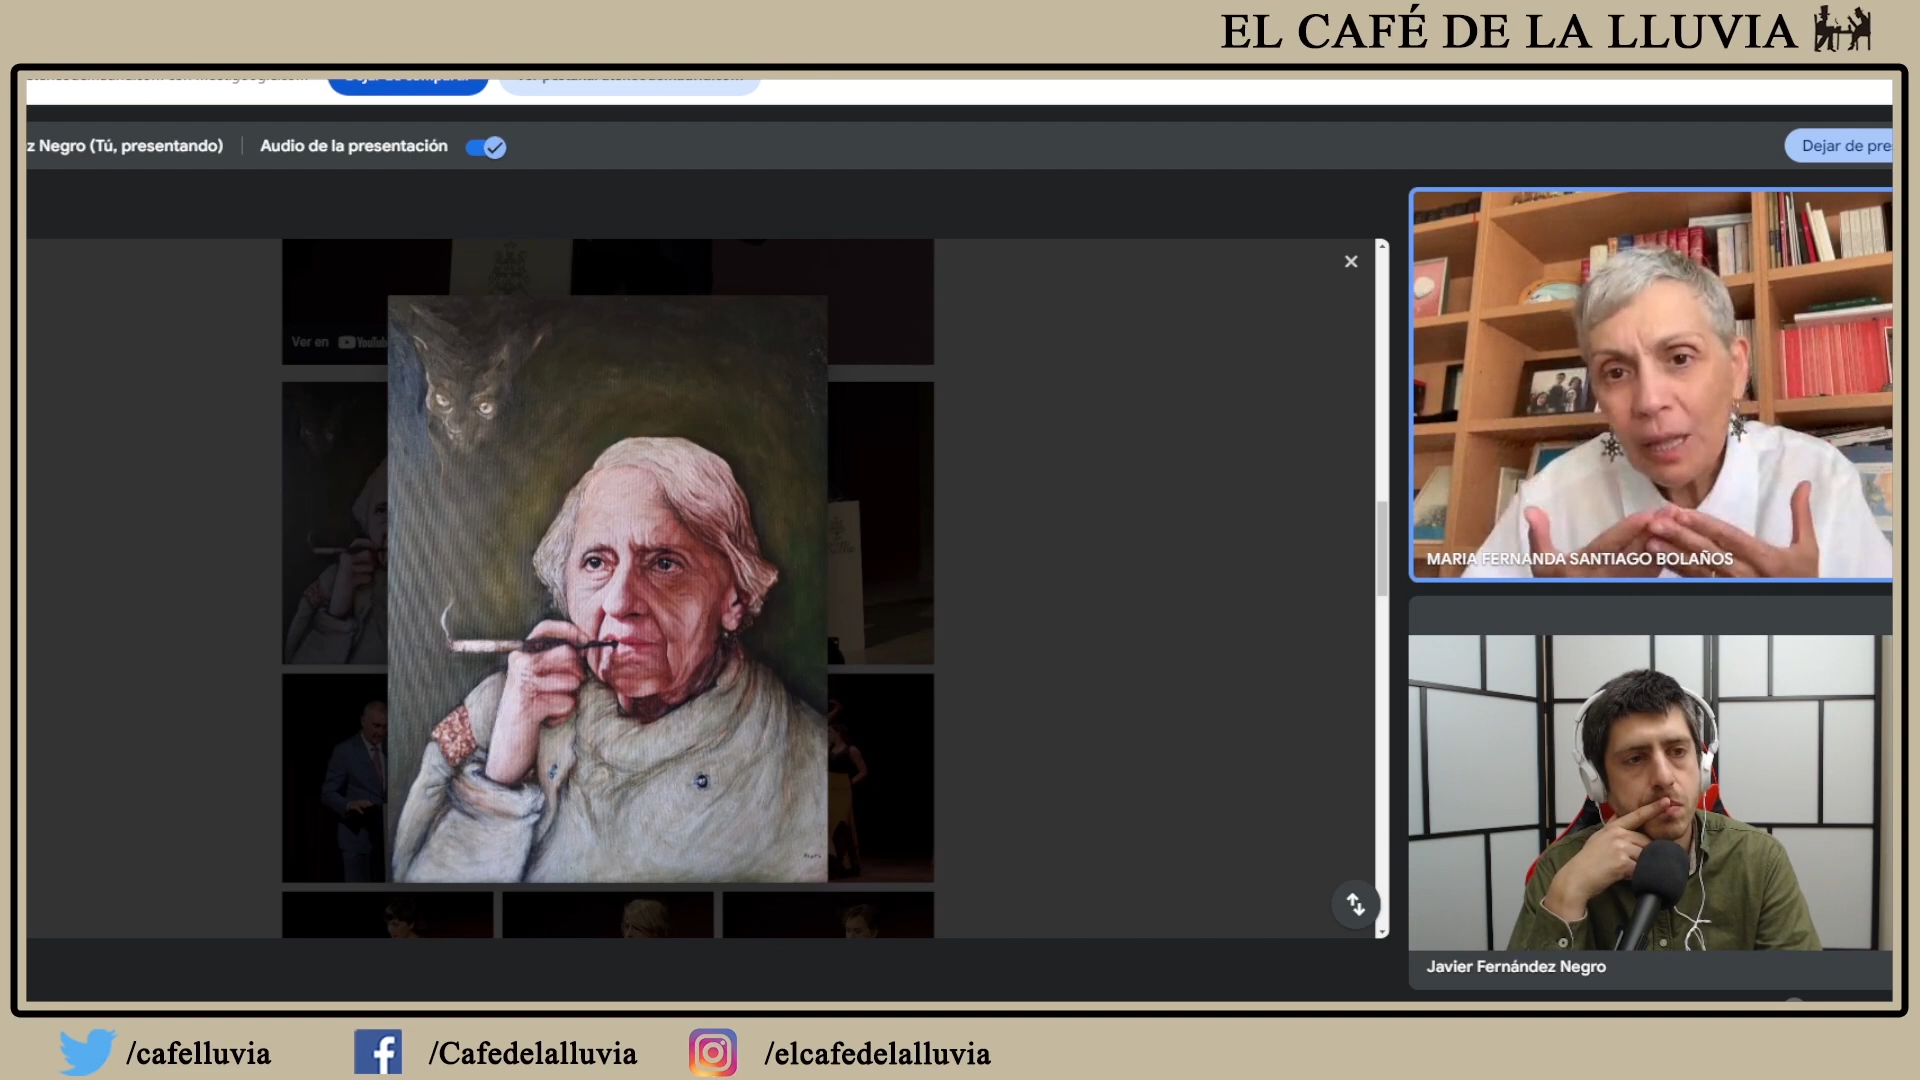 EL CAFÉ DE LA LLUVIA
z Negro (Tú, presentando)
Audio de la presentación
Dejar de pre
Ver en YouTube
MARIA FERNANDA SANTIAGO BOLAÑOS
Javier Fernández Negro
/cafelluvia
/Cafedelalluvia
/elcafedelalluvia